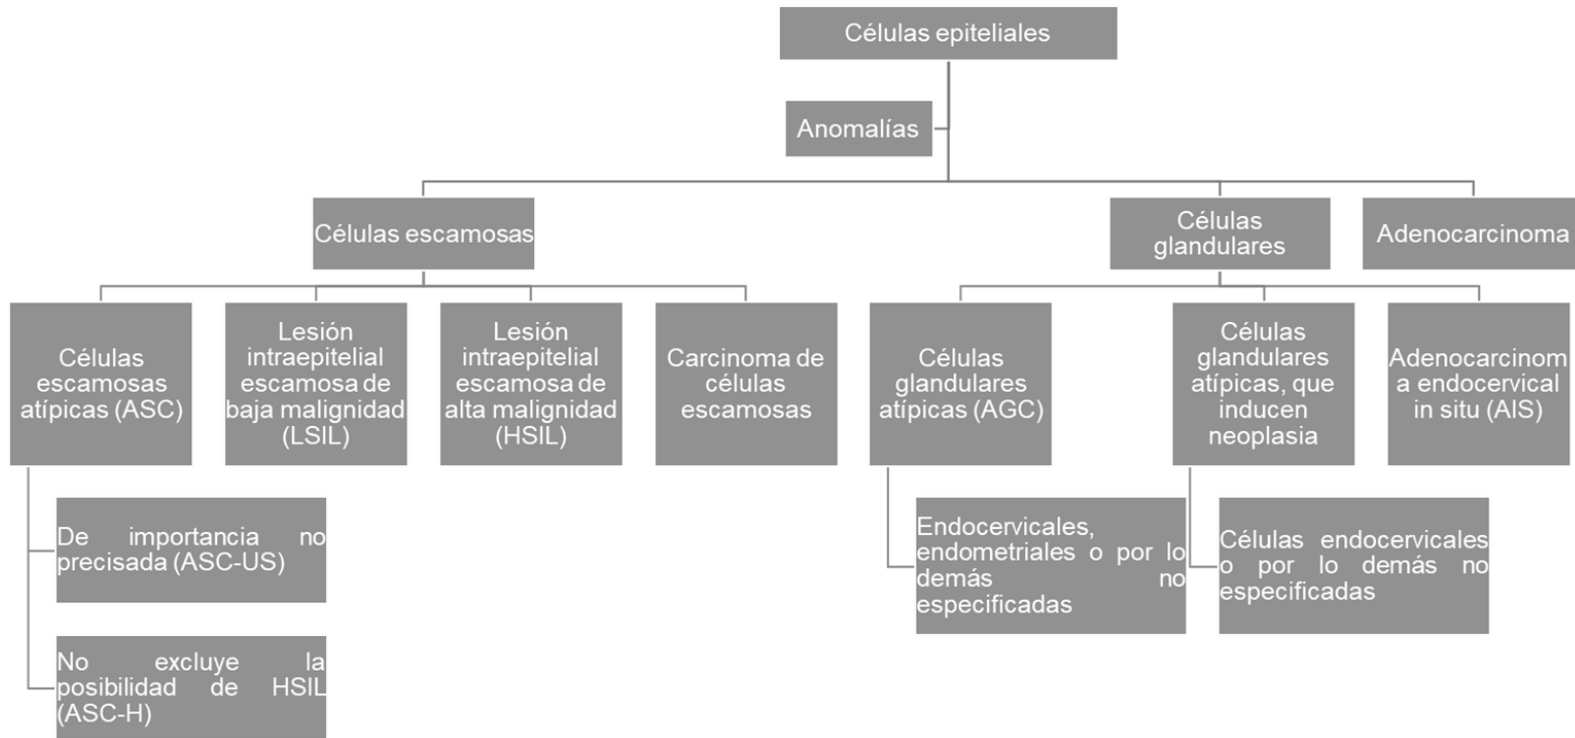 Células epiteliales
Anomalías
Células escamosas
Células
glandulares
Adenocarcinoma
Células
escamosas
atípicas (ASC)
Lesión
intraepitelial
escamosa de
baja malignidad
(LSIL)
Lesión
intraepitelial
escamosa de
alta malignidad
(HSIL)
Carcinoma de
células
escamosas
Células
glandulares
atípicas (AGC)
Células
glandulares
atípicas, que
inducen
neoplasia
Adenocarcinom
a endocervical
in situ (AIS)
De importancia no
precisada (ASC-US)
No excluye la
posibilidad de HSIL
(ASC-H)
Endocervicales,
endometriales o por lo
demás no
especificadas
Células endocervicales
o por lo demás no
especificadas